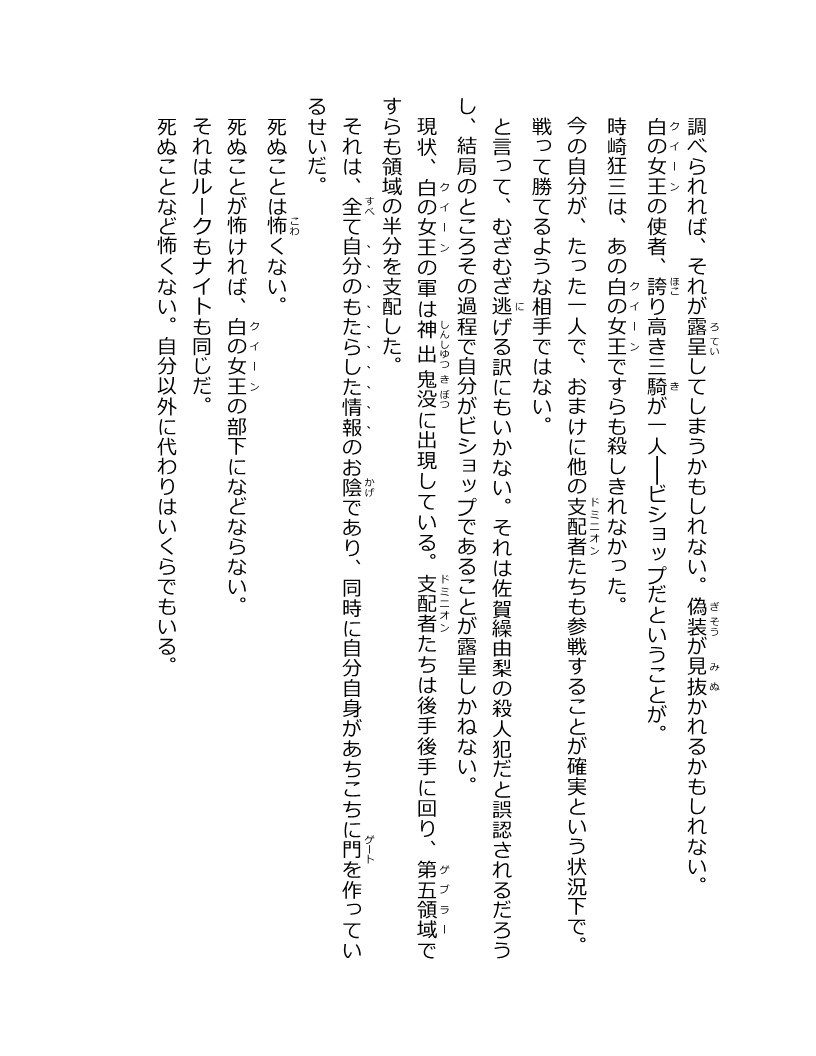 調べられれば、それが露呈してしまうかもしれない。偽装が見抜かれるかもしれない。
白の女王の使者、誇り高き三騎が一人──ビショップだということが。
時崎狂三は、あの白の女王ですらも殺しきれなかった。
今の自分が、たった一人で、おまけに他の支配者たちも参戦することが確実という状況下で。
戦って勝てるような相手ではない。
と言って、むざむざ逃げる訳にもいかない。それは佐賀繰由梨の殺人犯だと誤認されるだろう
し、結局のところその過程で自分がビショップであることが露呈しかねない。
現状、白の女王の軍は神出鬼没に出現している。支配者たちは後手後手に回り、第五領域で
すらも領域の半分を支配した。
それは、全て自分のもたらした情報のお陰であり、同時に自分自身があちこちに門を作ってい
るせいだ。
死ぬことは怖くない。
死ぬことが怖ければ、白の女王の部下になどならない。
それはルークもナイトも同じだ。
死ぬことなど怖くない。自分以外に代わりはいくらでもいる。